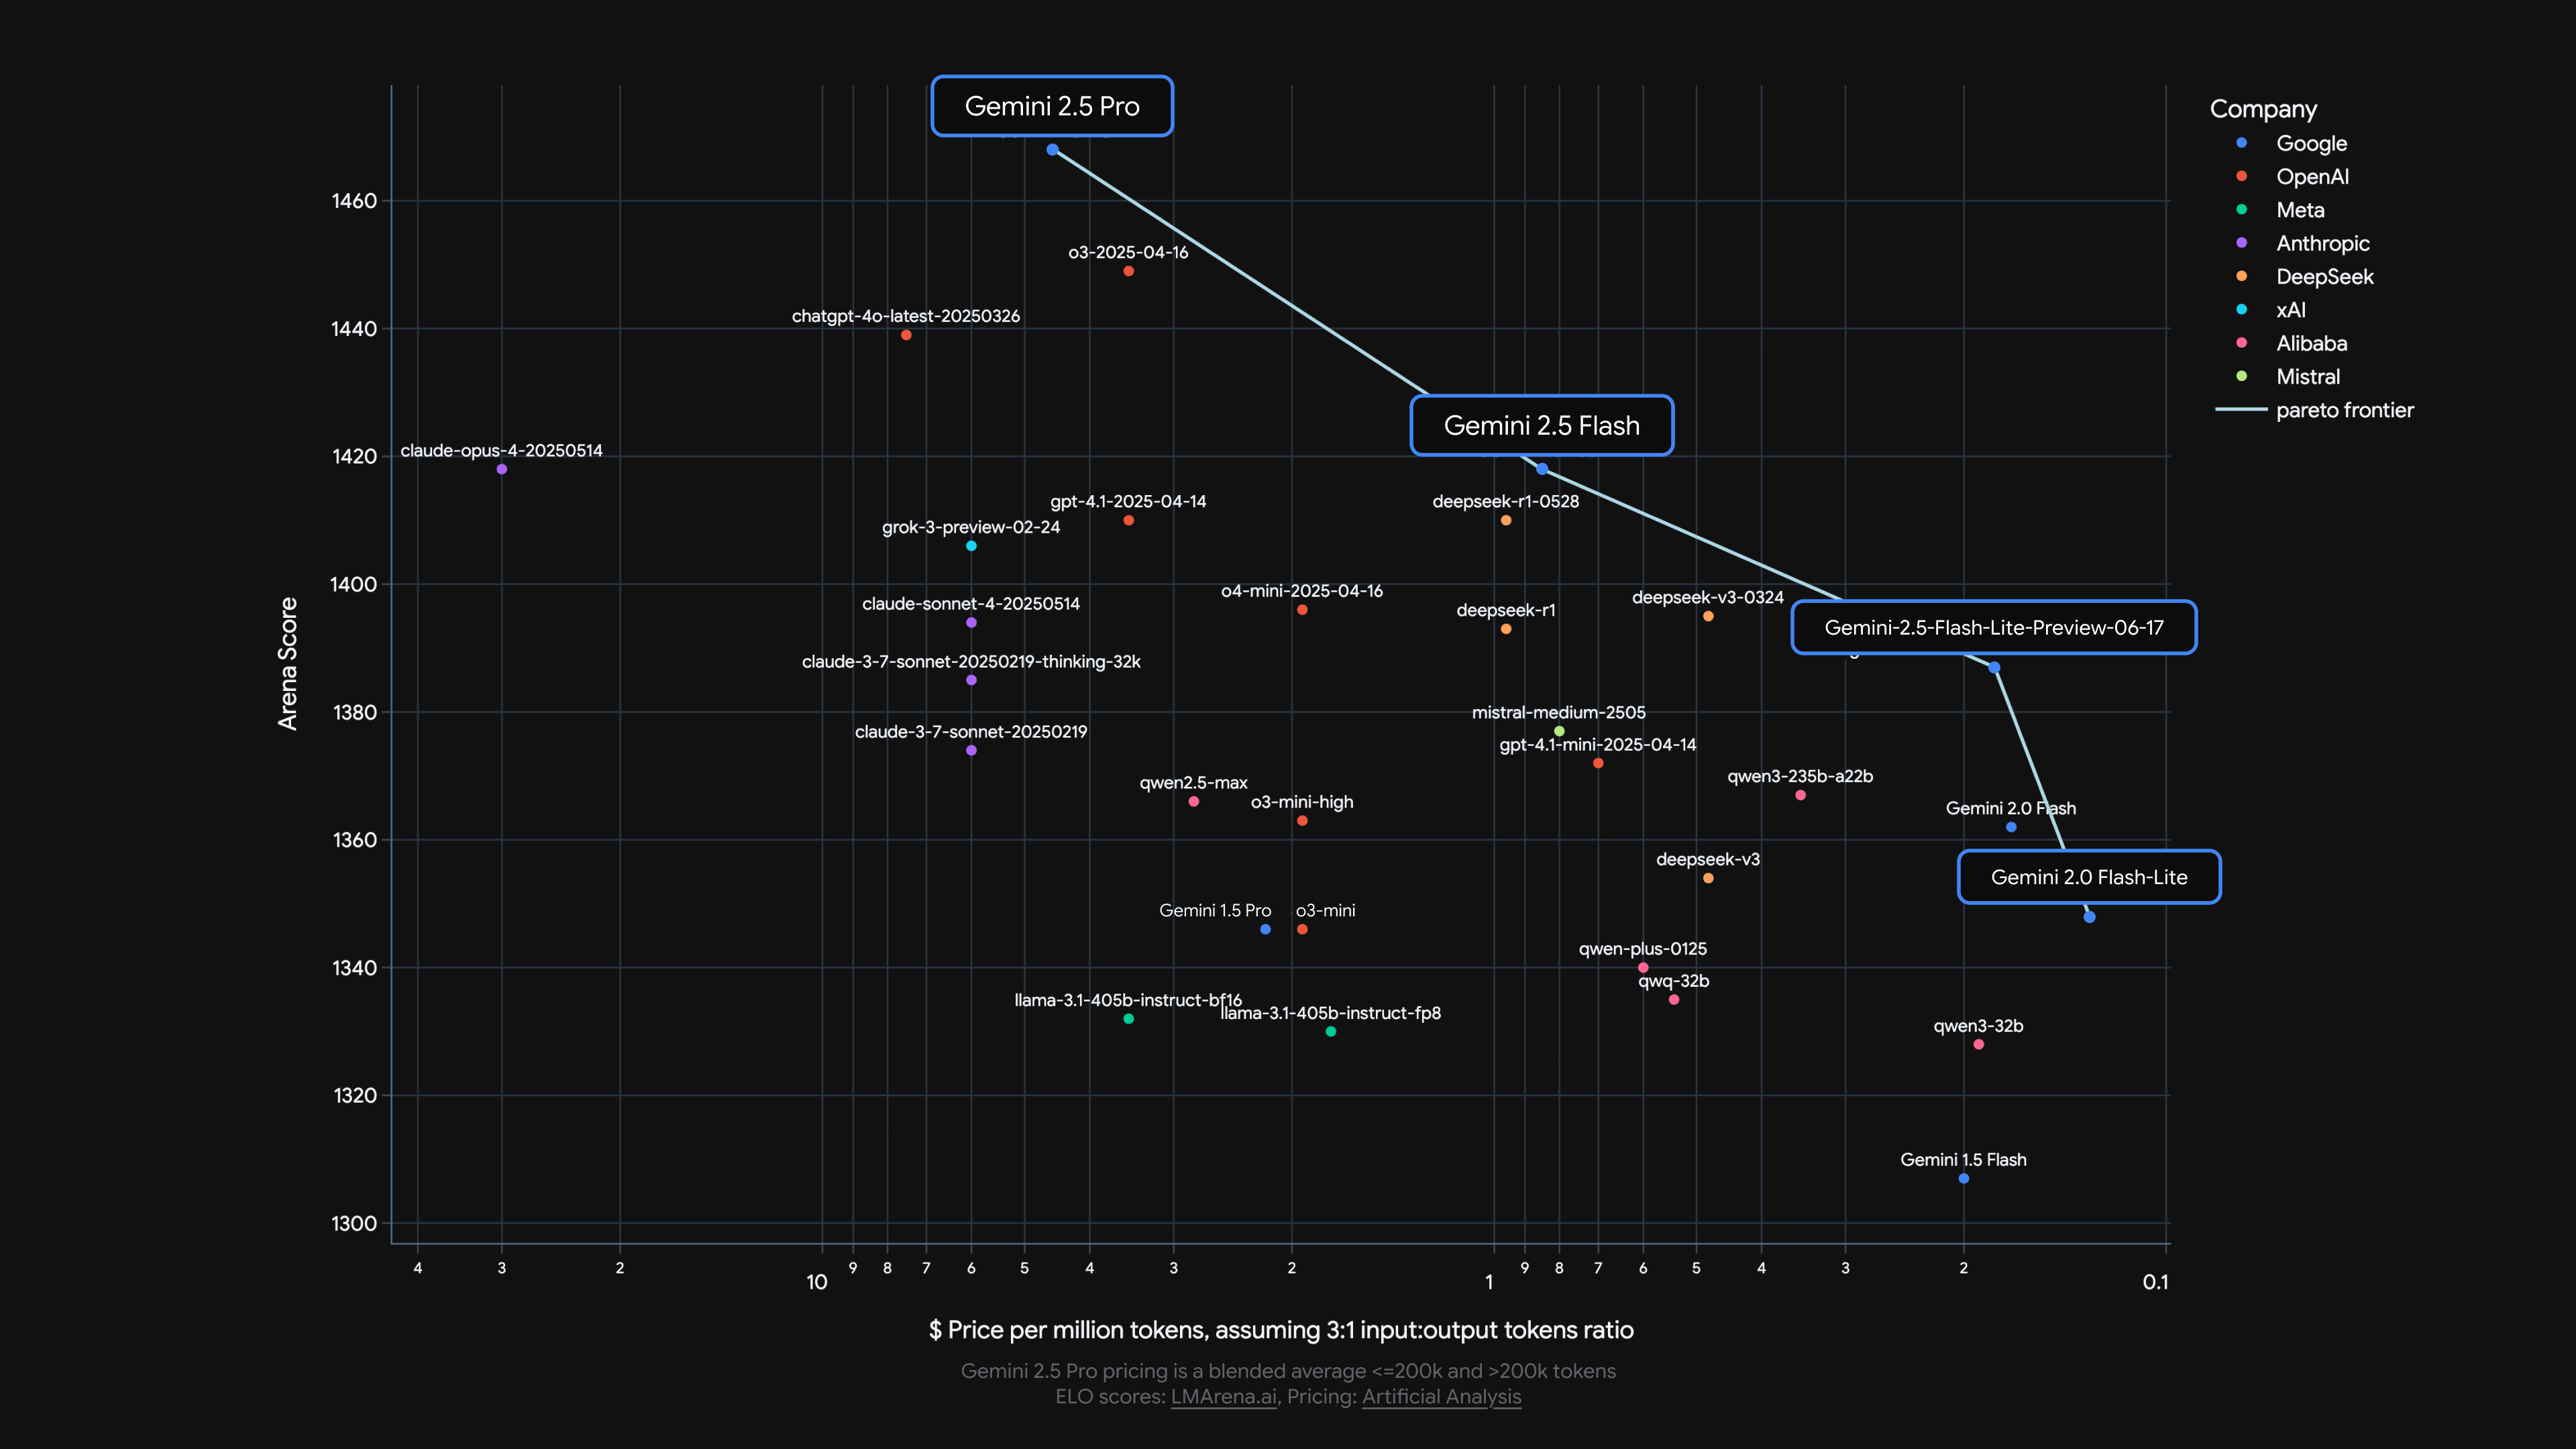 Gemini 2.5 Pro
Company
Google
OpenAI
Meta
Anthropic
DeepSeek
xAI
Alibaba
Mistral
pareto frontier
1460
o3-2025-04-16
chatgpt-4o-latest-20250326
1440
Gemini 2.5 Flash
claude-opus-4-20250514
1420
gpt-4.1-2025-04-14
deepseek-r1-0528
grok-3-preview-02-24
1400
o4-mini-2025-04-16
deepseek-v3-0324
claude-sonnet-4-20250514
deepseek-r1
Gemini-2.5-Flash-Lite-Preview-06-17
Arena Score
claude-3-7-sonnet-20250219-thinking-32k
1380
mistral-medium-2505
claude-3-7-sonnet-20250219
gpt-4.1-mini-2025-04-14
qwen3-235b-a22b
qwen2.5-max
o3-mini-high
Gemini 2.0 Flash
1360
deepseek-v3
Gemini 2.0 Flash-Lite
Gemini 1.5 Pro
o3-mini
qwen-plus-0125
1340
qwq-32b
llama-3.1-405b-instruct-bf16
llama-3.1-405b-instruct-fp8
qwen3-32b
1320
Gemini 1.5 Flash
1300
4 3 2 10 9 8 7 6 5 4 3 2 1 9 8 7 6 5 4 3 2 0.1
$ Price per million tokens, assuming 3:1 input:output tokens ratio
Gemini 2.5 Pro pricing is a blended average <=200k and >200k tokens
ELO scores: LMArena.ai, Pricing: Artificial Analysis